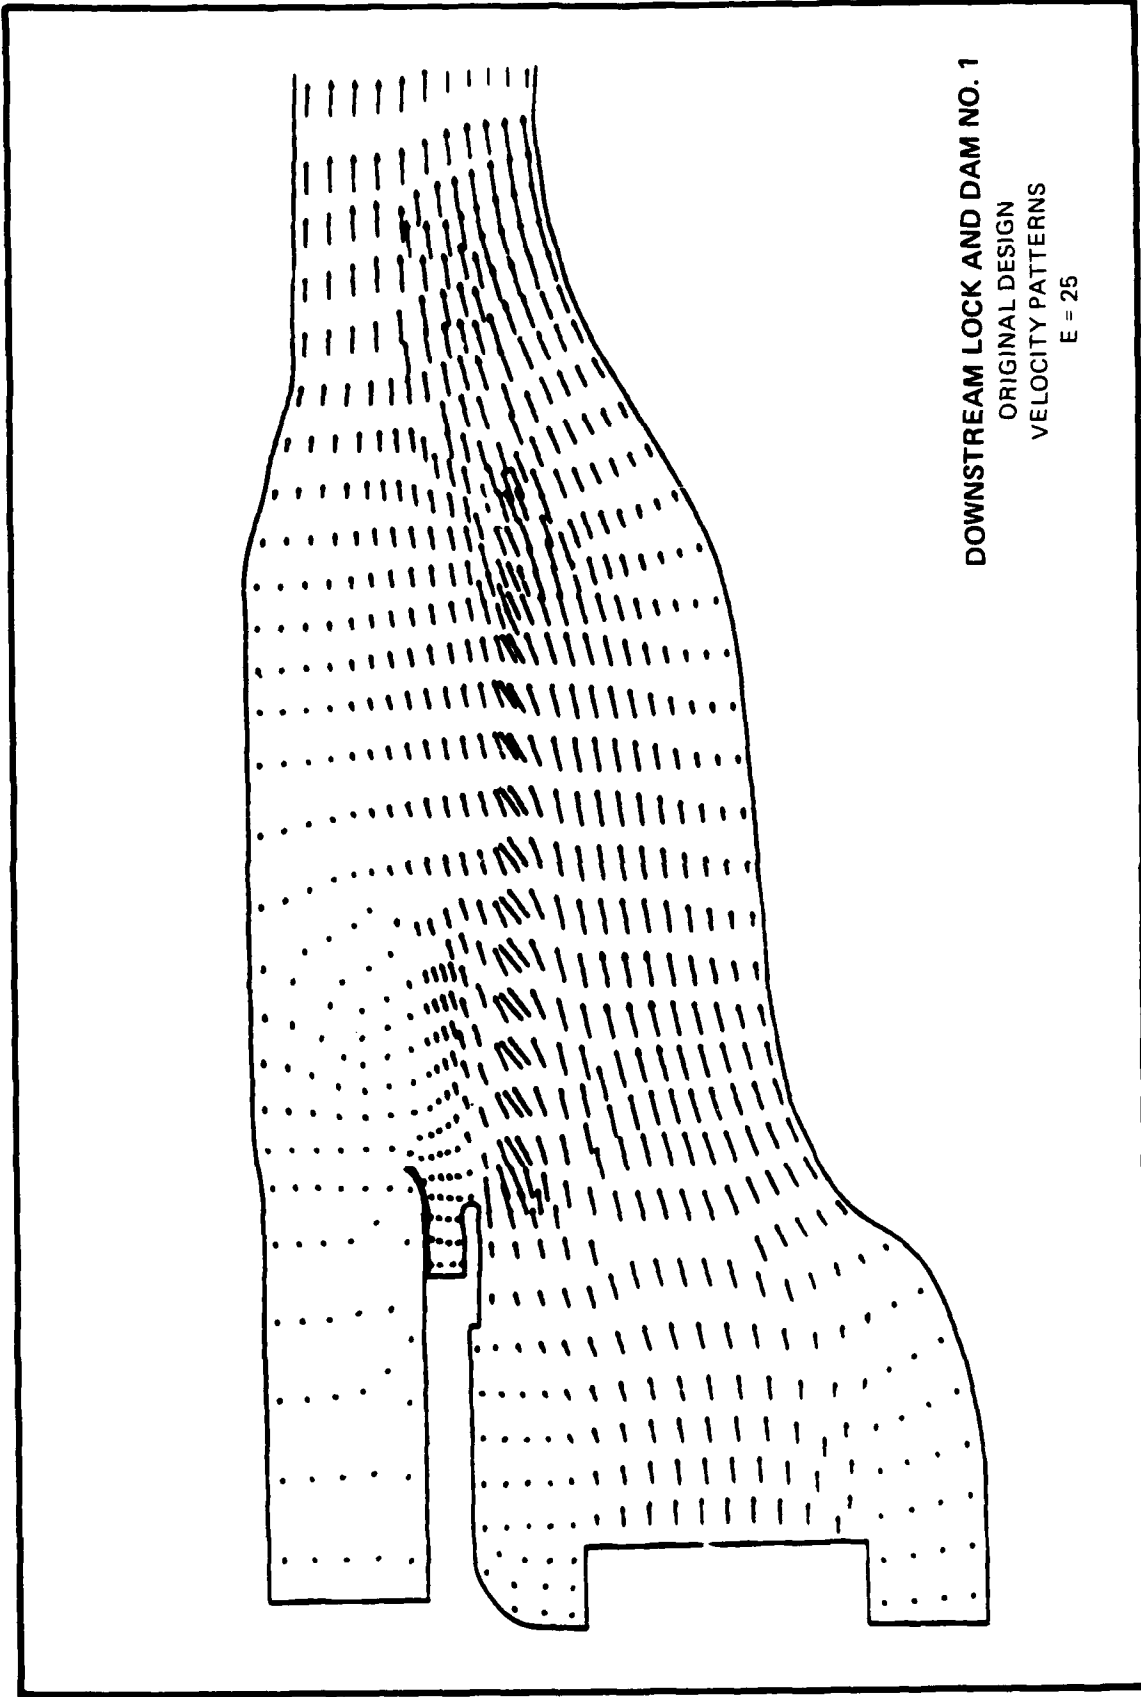 DOWNSTREAM LOCK AND DAM NO. 1
ORIGINAL DESIGN
VELOCITY PATTERNS
E = 25